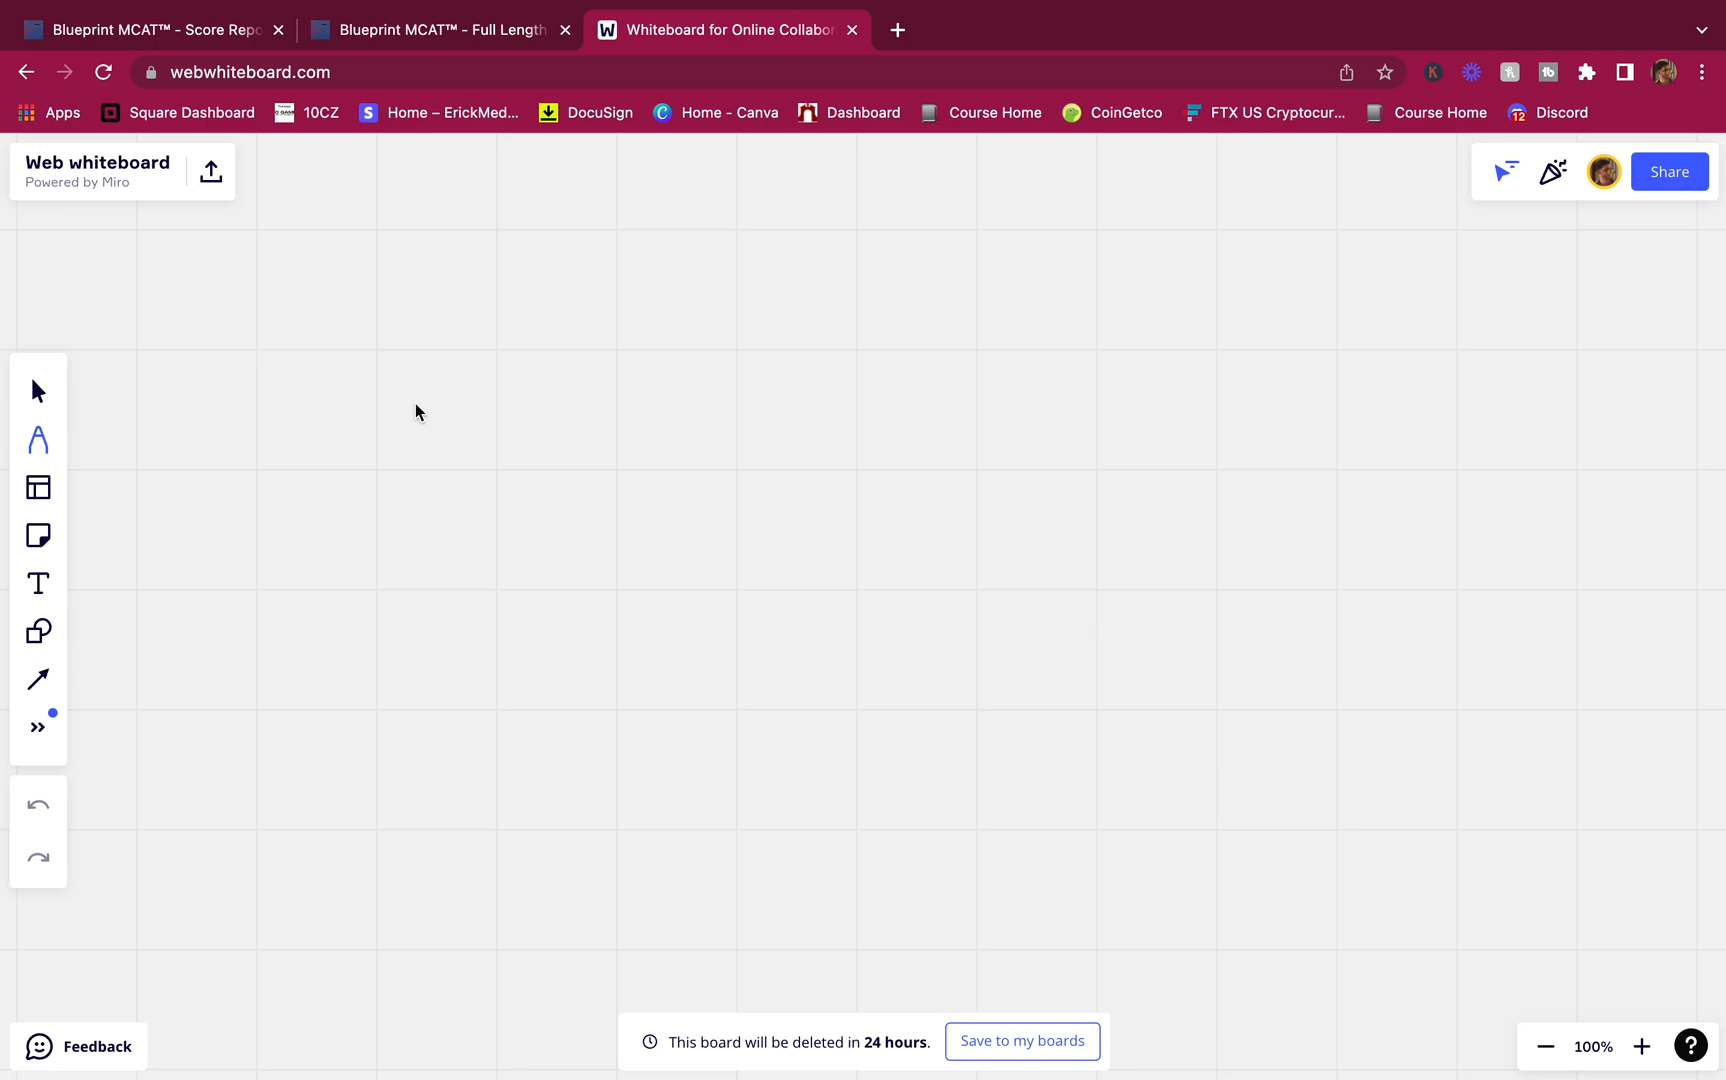 Blueprint MCAT™ - Score Repo
Blueprint MCAT™ - Full Length
W
Whiteboard for Online Collabor
webwhiteboard.com
Apps
Square Dashboard
10CZ
Home – ErickMed...
DocuSign
Home - Canva
Dashboard
Course Home
CoinGetco
FTX US Cryptocur...
Course Home
12
Discord
Web whiteboard
Powered by Miro
Share
T
Feedback
This board will be deleted in 24 hours.
Save to my boards
100%
?